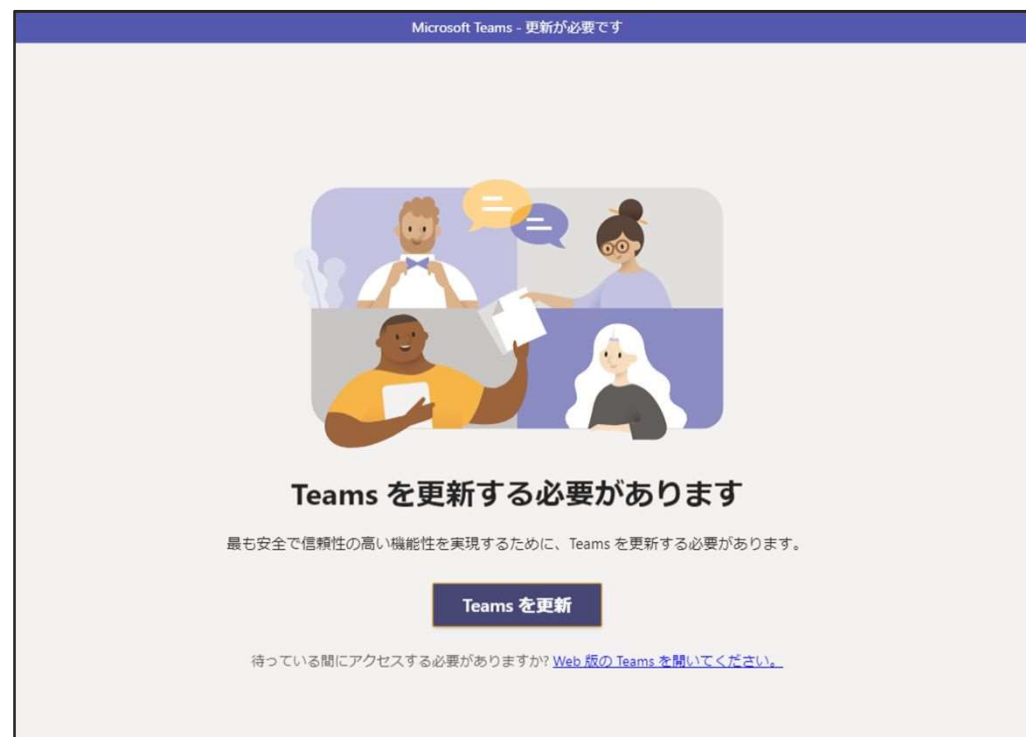 Microsoft Teams - 更新が必要です
Teams を更新する必要があります
最も安全で信頼性の高い機能性を実現するために、Teams を更新する必要があります。
Teams を更新
待っている間にアクセスする必要がありますか? Web 版の Teams を開いてください。